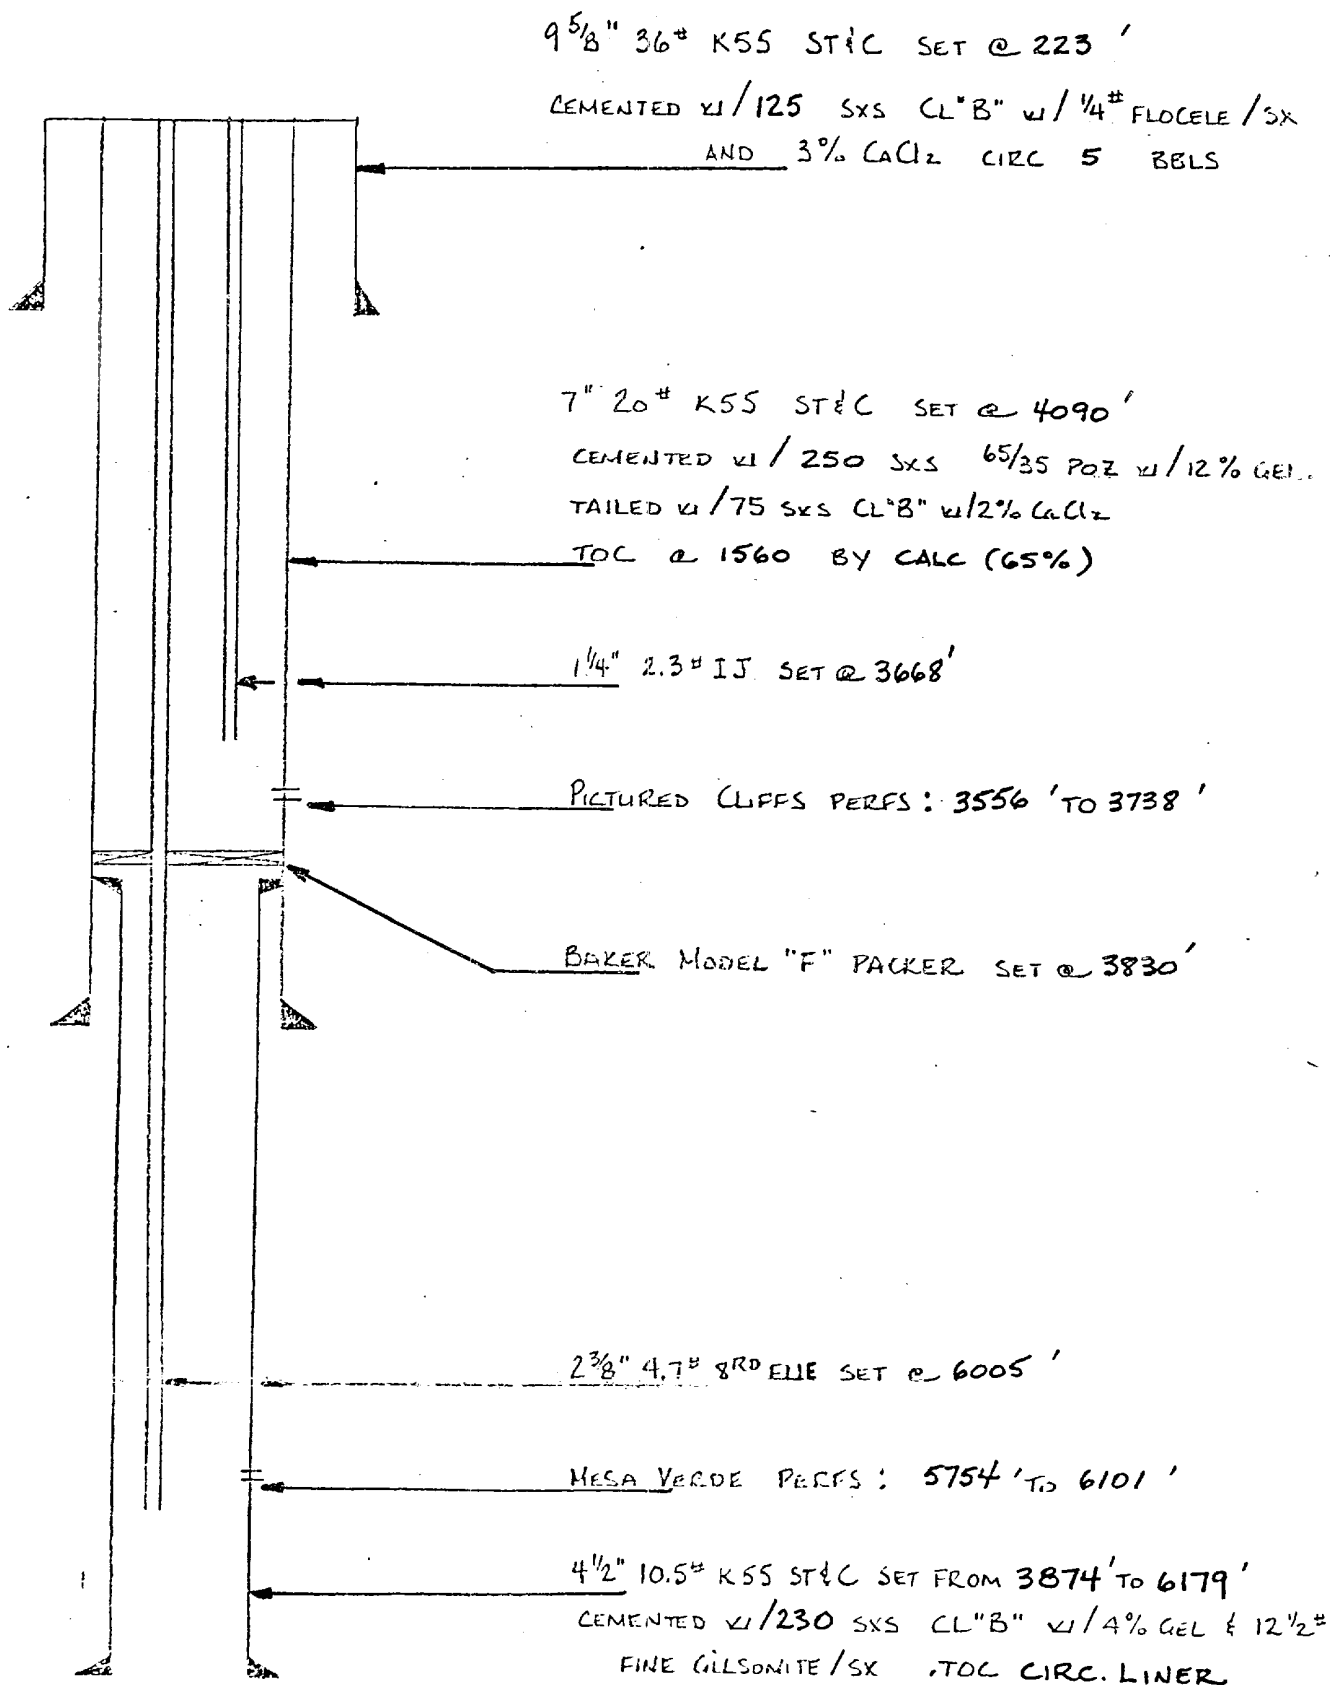 9 5/8" 36# K55 ST&C SET @ 223'
CEMENTED W/125 SXS CL"B" W/ 1/4# FLOCELE/SX
AND 3% CaCl2 CIRC 5 BBLS
7" 20# K55 ST&C SET @ 4090'
CEMENTED W/250 SXS 65/35 POZ W/12% GEL
TAILED W/75 SXS CL"B" W/2% CaCl2
TOC @ 1560 BY CALC (65%)
1 1/4" 2.3# IJ SET @ 3668'
PICTURED CLIFFS PERFS: 3556' TO 3738'
BAKER MODEL "F" PACKER SET @ 3830'
2 3/8" 4.7# 8RD EUE SET @ 6005'
MESA VERDE PERFS: 5754' TO 6101'
4 1/2" 10.5# K55 ST&C SET FROM 3874' TO 6179'
CEMENTED W/230 SXS CL"B" W/4% GEL & 12 1/2#
FINE GILSONITE/SX .TOC CIRC. LINER